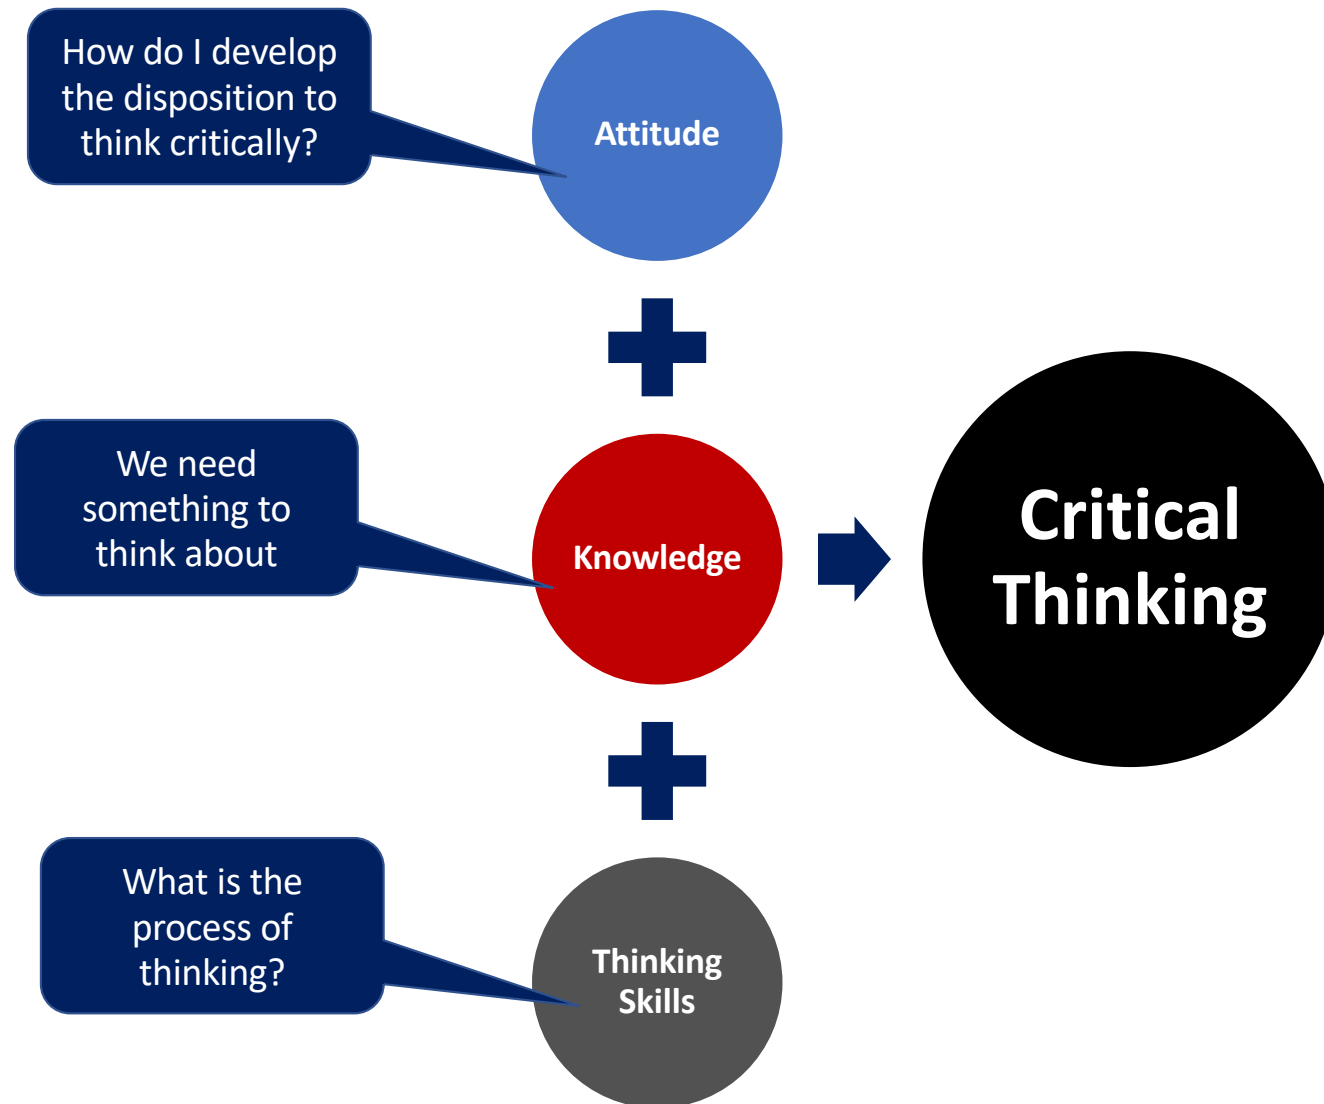 How do I develop
the disposition to
think critically?
Attitude
We need
something to
think about
Knowledge
Critical
Thinking
What is the
process of
thinking?
Thinking
Skills